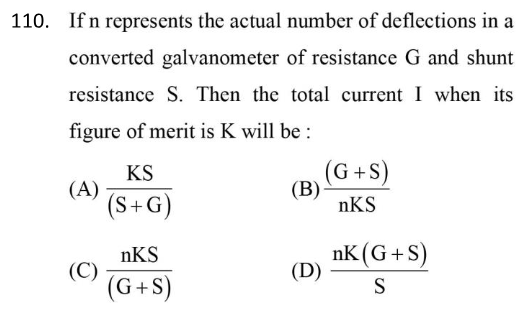 110. If n represents the actual number of deflections in a
converted galvanometer of resistance G and shunt
resistance S. Then the total current I when its
figure of merit is K will be :
(A) KS / (S+G) (B) (G+S) / nKS
(C) nKS / (G+S) (D) nK(G+S) / S